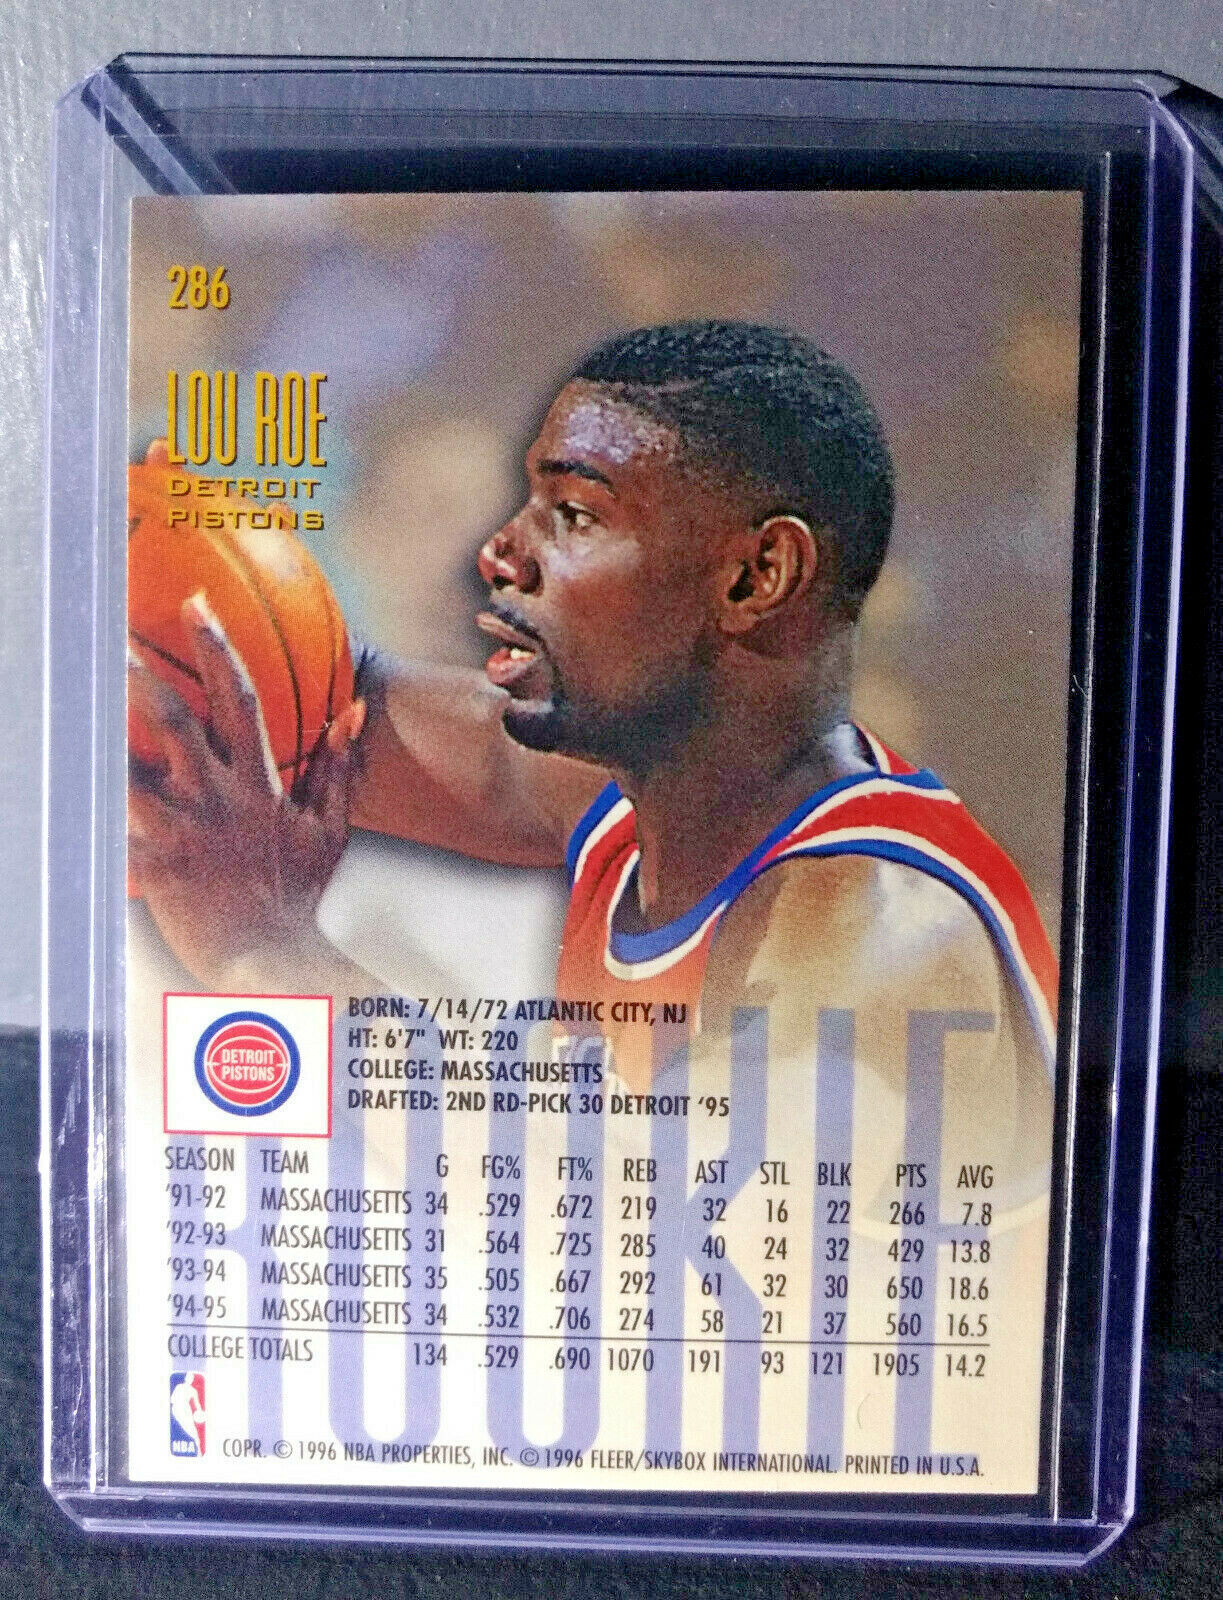 286
LOU ROE
DETROIT
PISTONS
DETROIT
PISTONS
BORN: 7/14/72 ATLANTIC CITY, NJ
HT: 6'7" WT: 220
COLLEGE: MASSACHUSETTS
DRAFTED: 2ND RD-PICK 30 DETROIT '95
ROOKIE
SEASON TEAM G FG% FT% REB AST STL BLK PTS AVG
'91-92 MASSACHUSETTS 34 .529 .672 219 32 16 22 266 7.8
'92-93 MASSACHUSETTS 31 .564 .725 285 40 24 32 429 13.8
'93-94 MASSACHUSETTS 35 .505 .667 292 61 32 30 650 18.6
'94-95 MASSACHUSETTS 34 .532 .706 274 58 21 37 560 16.5
COLLEGE TOTALS 134 .529 .690 1070 191 93 121 1905 14.2
NBA
COPR. © 1996 NBA PROPERTIES, INC. © 1996 FLEER/SKYBOX INTERNATIONAL. PRINTED IN U.S.A.